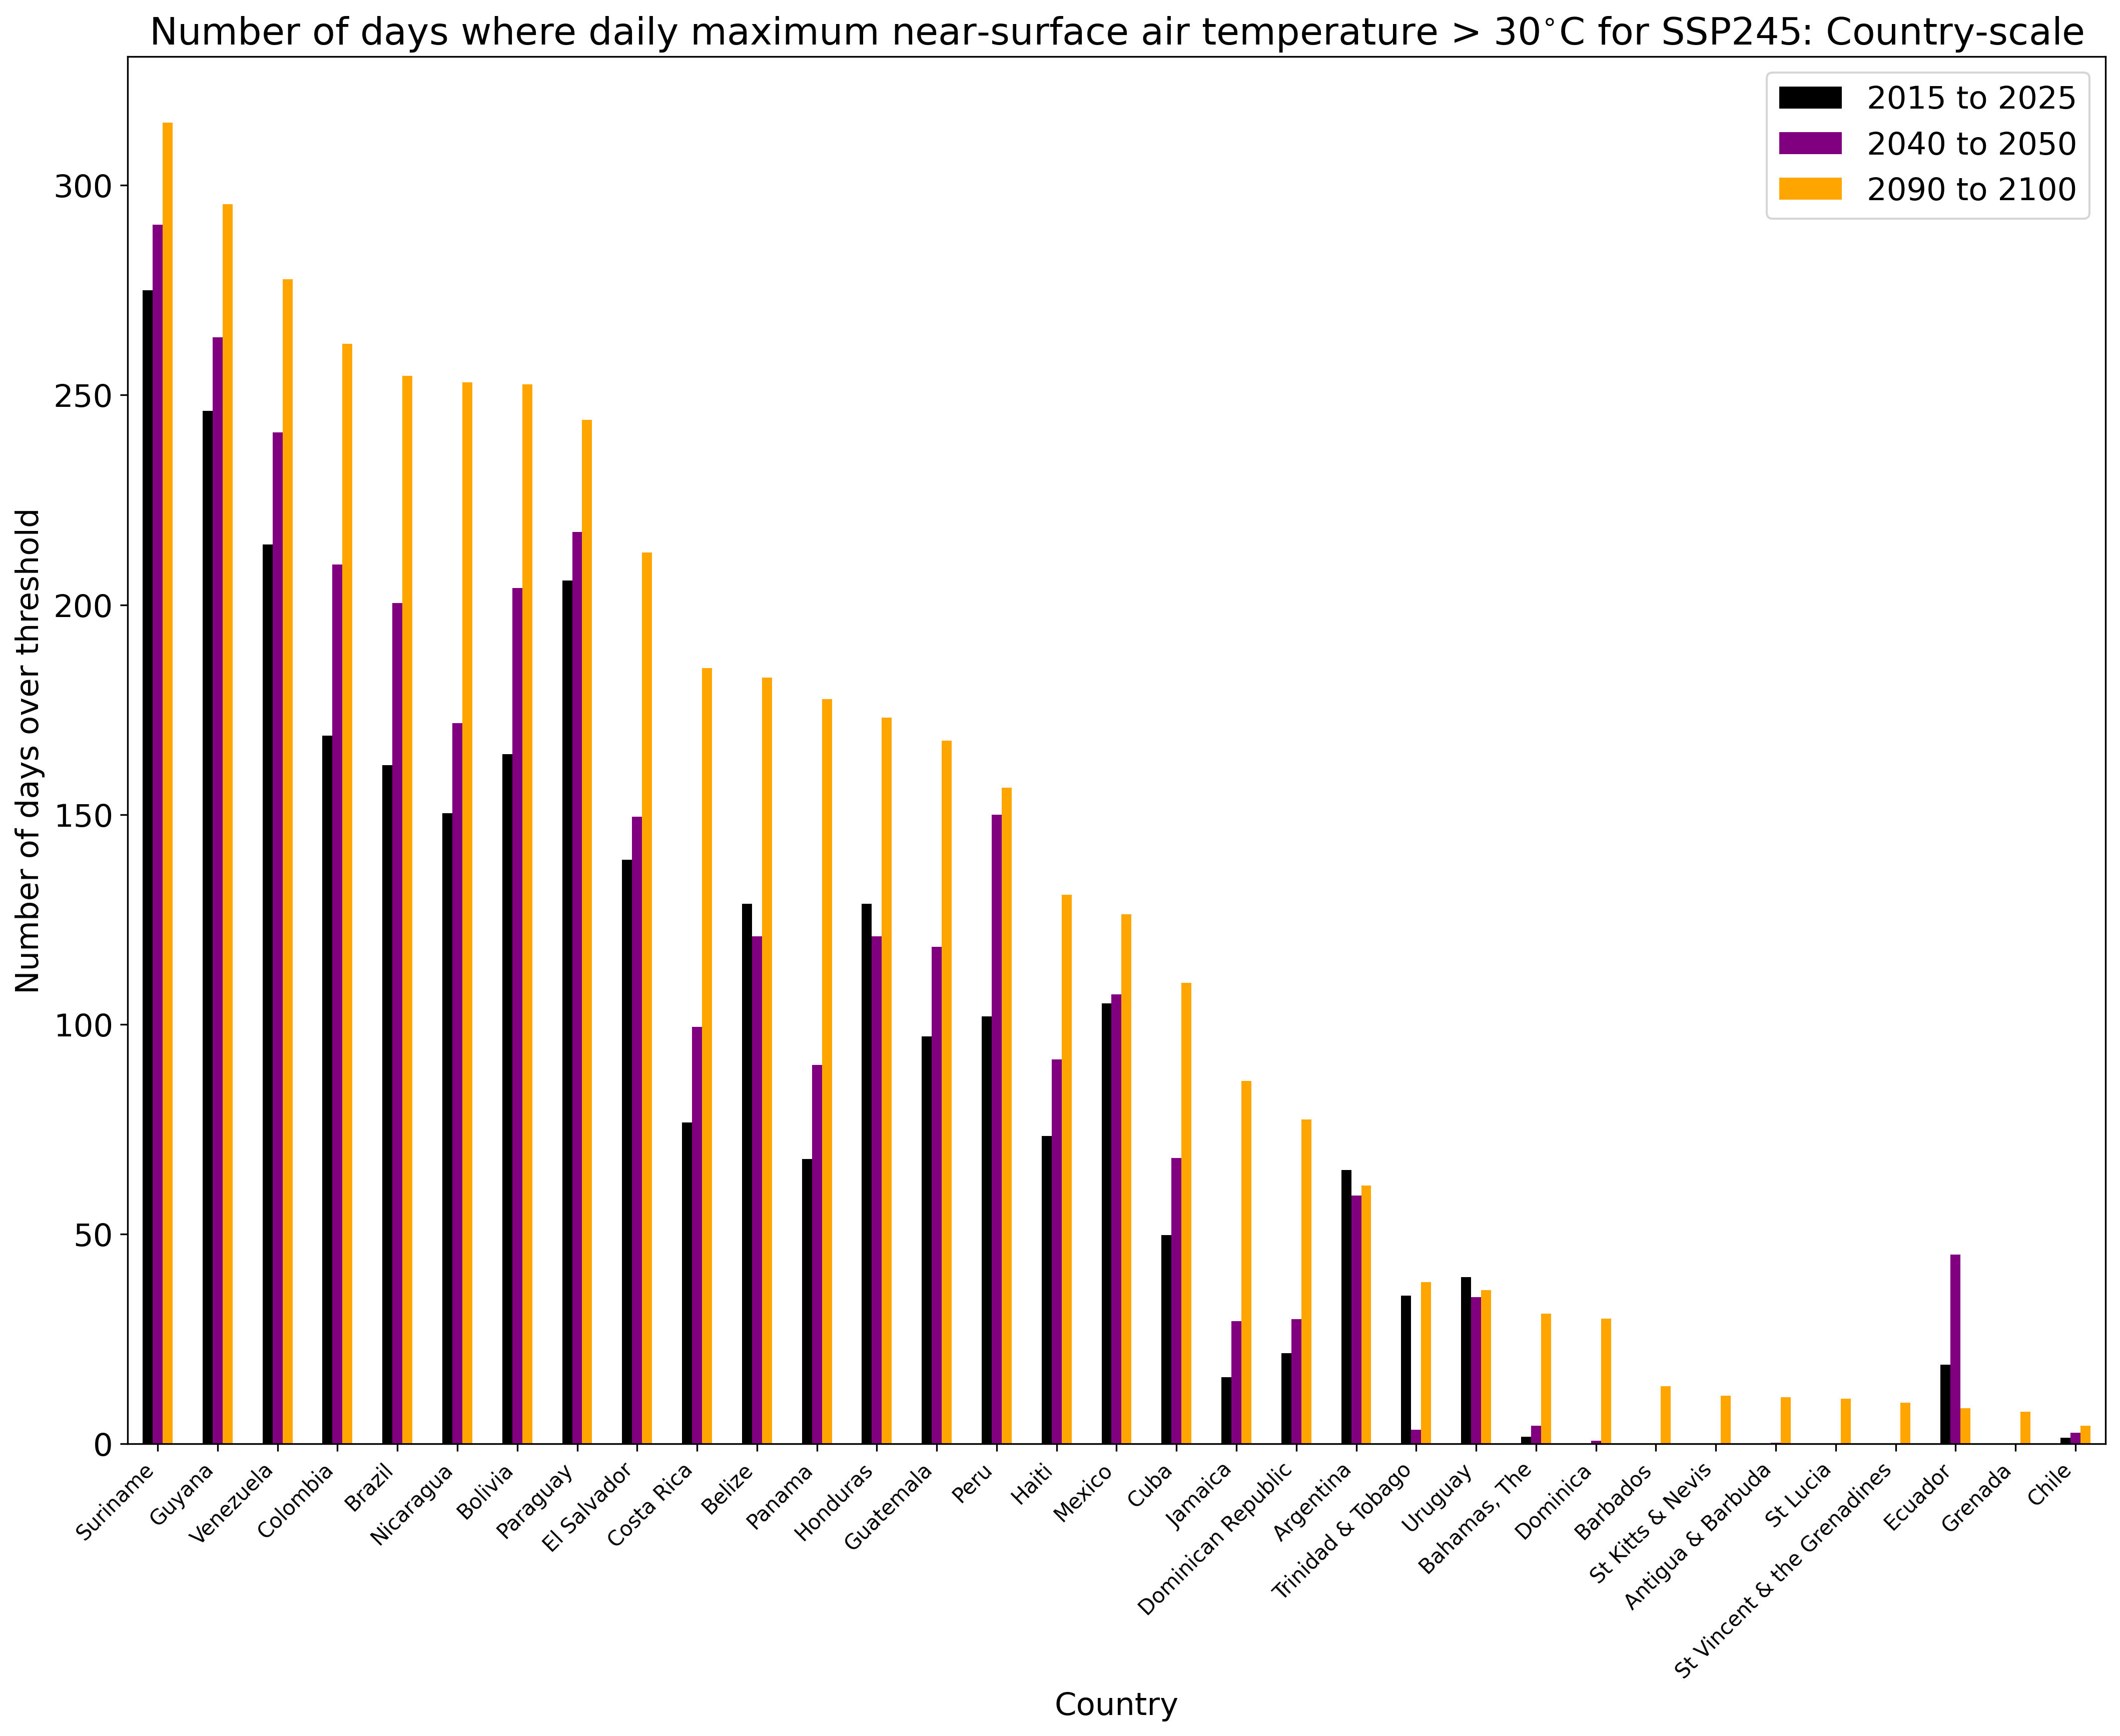 Number of days where daily maximum near-surface air temperature > 30°C for SSP245: Country-scale
2015 to 2025
2040 to 2050
2090 to 2100
Number of days over threshold
300
250
200
150
100
50
0
Suriname
Guyana
Venezuela
Colombia
Brazil
Nicaragua
Bolivia
Paraguay
El Salvador
Costa Rica
Belize
Panama
Honduras
Guatemala
Peru
Haiti
Mexico
Cuba
Jamaica
Dominican Republic
Argentina
Trinidad & Tobago
Uruguay
Bahamas, The
Dominica
Barbados
St Kitts & Nevis
Antigua & Barbuda
St Lucia
St Vincent & the Grenadines
Ecuador
Grenada
Chile
Country